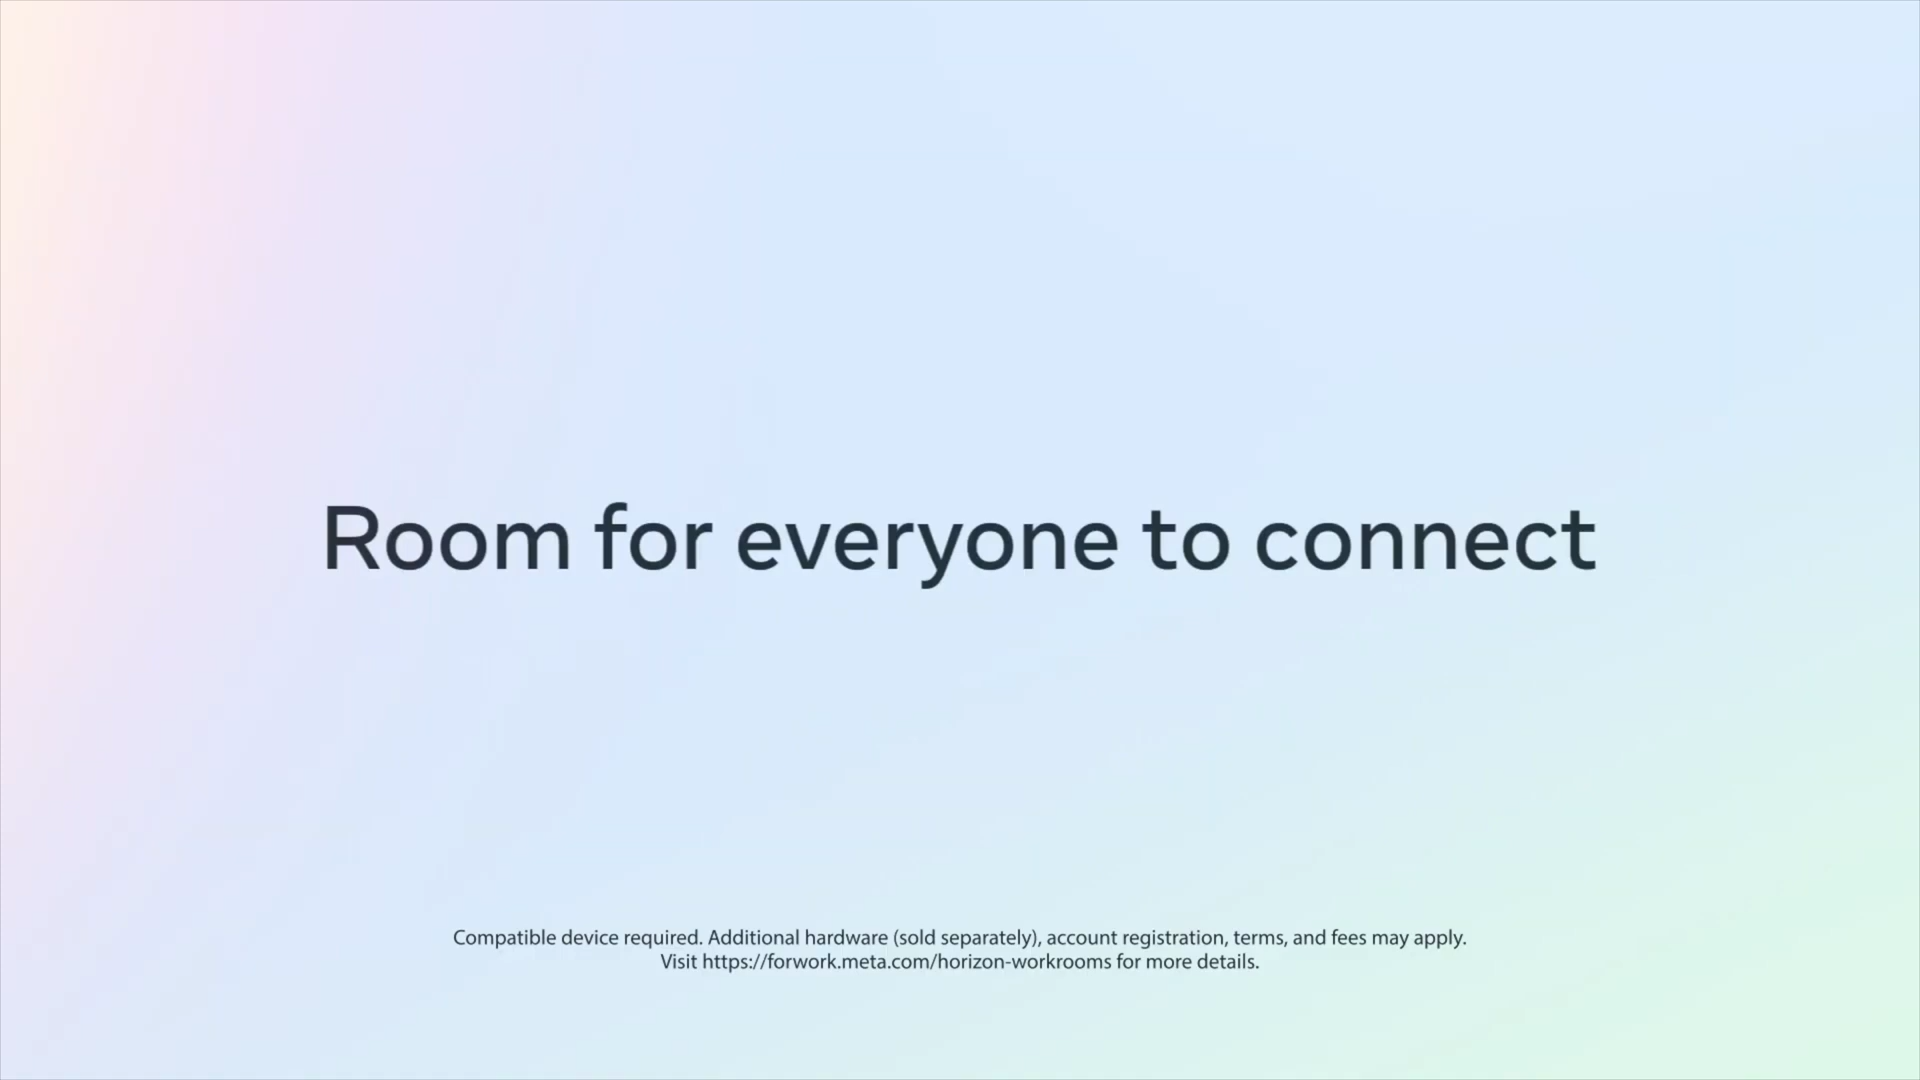 Room for everyone to connect
Compatible device required. Additional hardware (sold separately), account registration, terms, and fees may apply.
Visit https://forwork.meta.com/horizon-workrooms for more details.